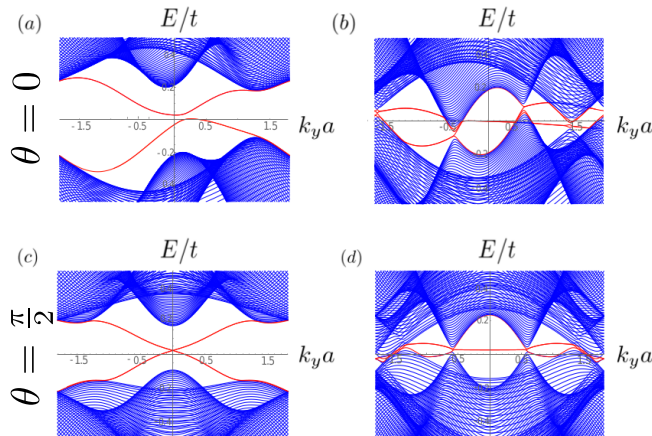 (a) E/t (b) E/t
θ = 0
0.2
-1.5 -0.5 0.5 1.5 k_y a
-0.2
k_y a
(c) E/t (d) E/t
θ = π/2
0.2
-1.5 -0.5 0.5 1.5 k_y a
k_y a